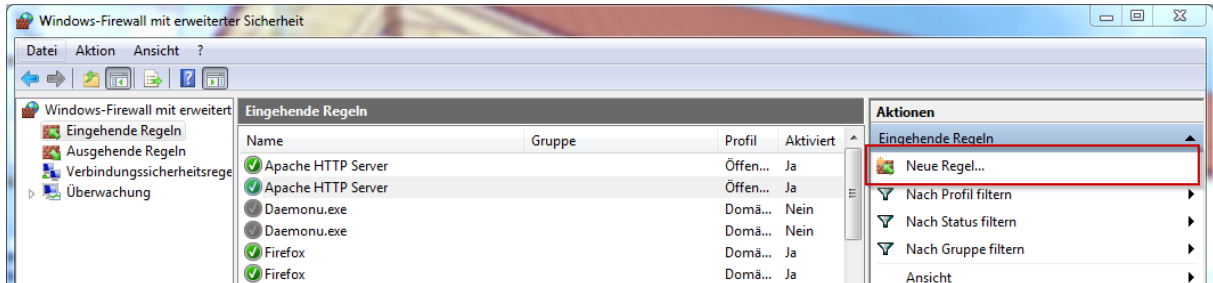 Windows-Firewall mit erweiterter Sicherheit
Datei Aktion Ansicht ?
Windows-Firewall mit erweitert
Eingehende Regeln
Ausgehende Regeln
Verbindungssicherheitsrege
Überwachung
Eingehende Regeln
Name Gruppe Profil Aktiviert
Apache HTTP Server Öffen... Ja
Apache HTTP Server Öffen... Ja
Daemonu.exe Domä... Nein
Daemonu.exe Domä... Nein
Firefox Domä... Ja
Firefox Domä... Ja
Aktionen
Eingehende Regeln
Neue Regel...
Nach Profil filtern
Nach Status filtern
Nach Gruppe filtern
Ansicht